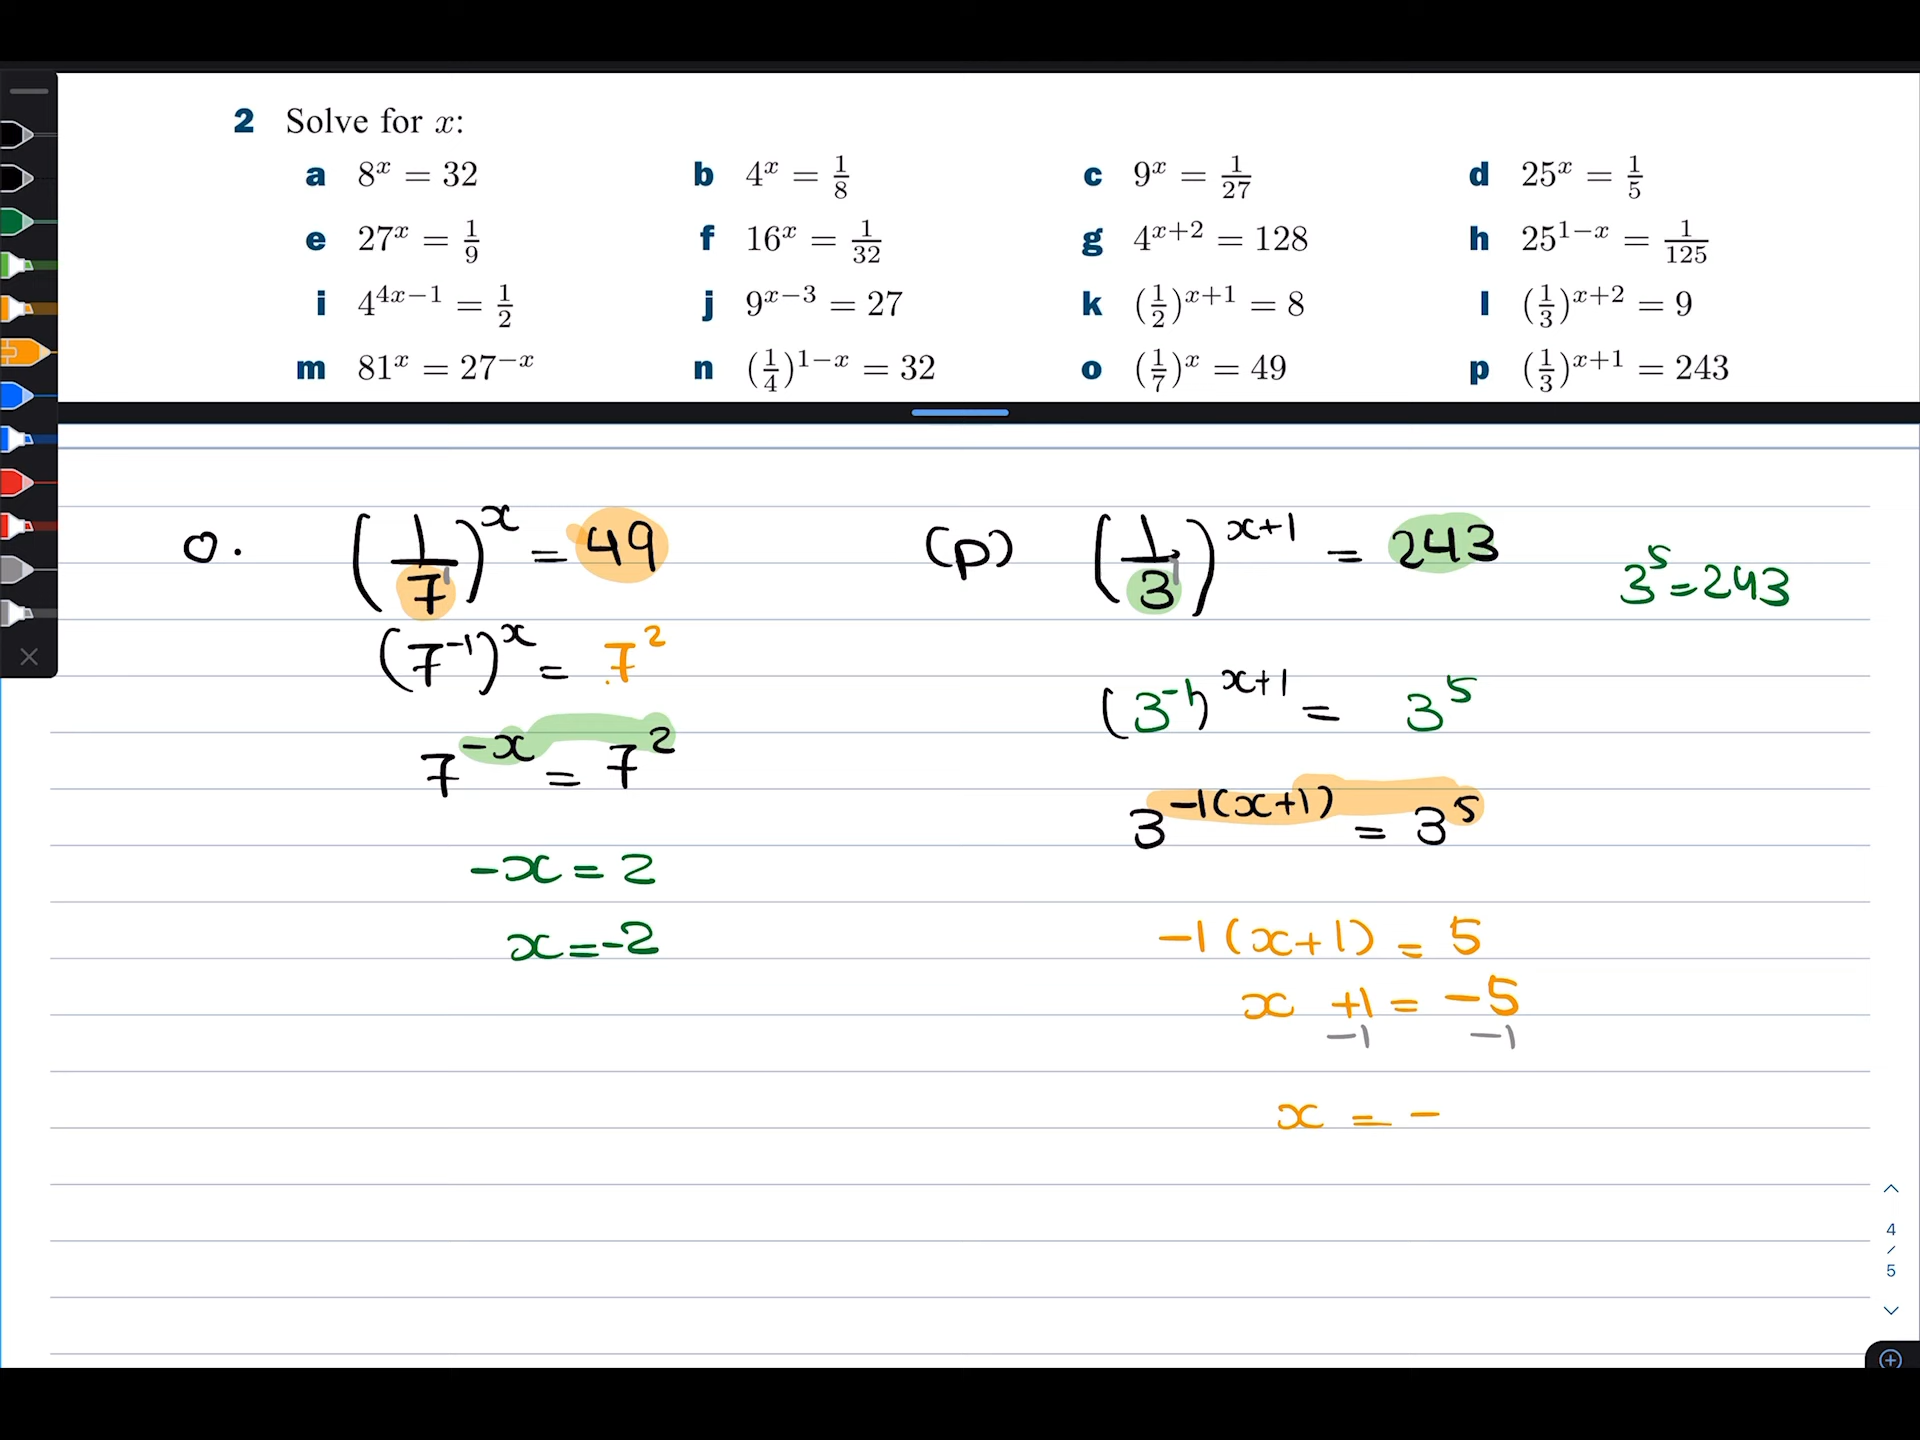 2 Solve for x:
a 8^x = 32 b 4^x = 1/8 c 9^x = 1/27 d 25^x = 1/5
e 27^x = 1/9 f 16^x = 1/32 g 4^{x+2} = 128 h 25^{1−x} = 1/125
i 4^{4x−1} = 1/2 j 9^{x−3} = 27 k (1/2)^{x+1} = 8 l (1/3)^{x+2} = 9
m 81^x = 27^{−x} n (1/4)^{1−x} = 32 o (1/7)^x = 49 p (1/3)^{x+1} = 243
o. (1/7^1)^x = 49
(7^{-1})^x = 7^2
7^{-x} = 7^2
-x = 2
x = -2
(p) (1/3^1)^{x+1} = 243 3^5 = 243
(3^{-1})^{x+1} = 3^5
3^{-1(x+1)} = 3^5
-1(x+1) = 5
x +1 = -5
-1 -1
x = -
4
/
5